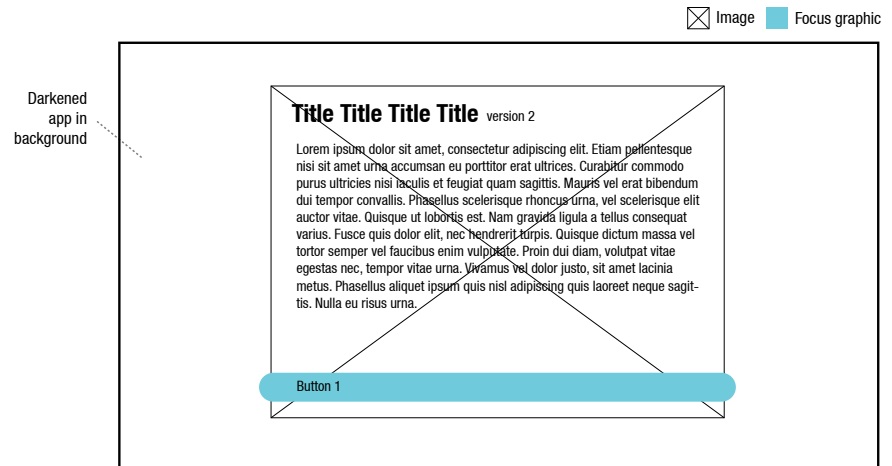 Image Focus graphic
Darkened
app in
background
Title Title Title Title version 2
Lorem ipsum dolor sit amet, consectetur adipiscing elit. Etiam pellentesque
nisi sit amet urna accumsan eu porttitor erat ultrices. Curabitur commodo
purus ultricies nisi iaculis et feugiat quam sagittis. Mauris vel erat bibendum
dui tempor convallis. Phasellus scelerisque rhoncus urna, vel scelerisque elit
auctor vitae. Quisque ut lobortis est. Nam gravida ligula a tellus consequat
varius. Fusce quis dolor elit, nec hendrerit turpis. Quisque dictum massa vel
tortor semper vel faucibus enim vulputate. Proin dui diam, volutpat vitae
egestas nec, tempor vitae urna. Vivamus vel dolor justo, sit amet lacinia
metus. Phasellus aliquet ipsum quis nisl adipiscing quis laoreet neque sagit-
tis. Nulla eu risus urna.
Button 1